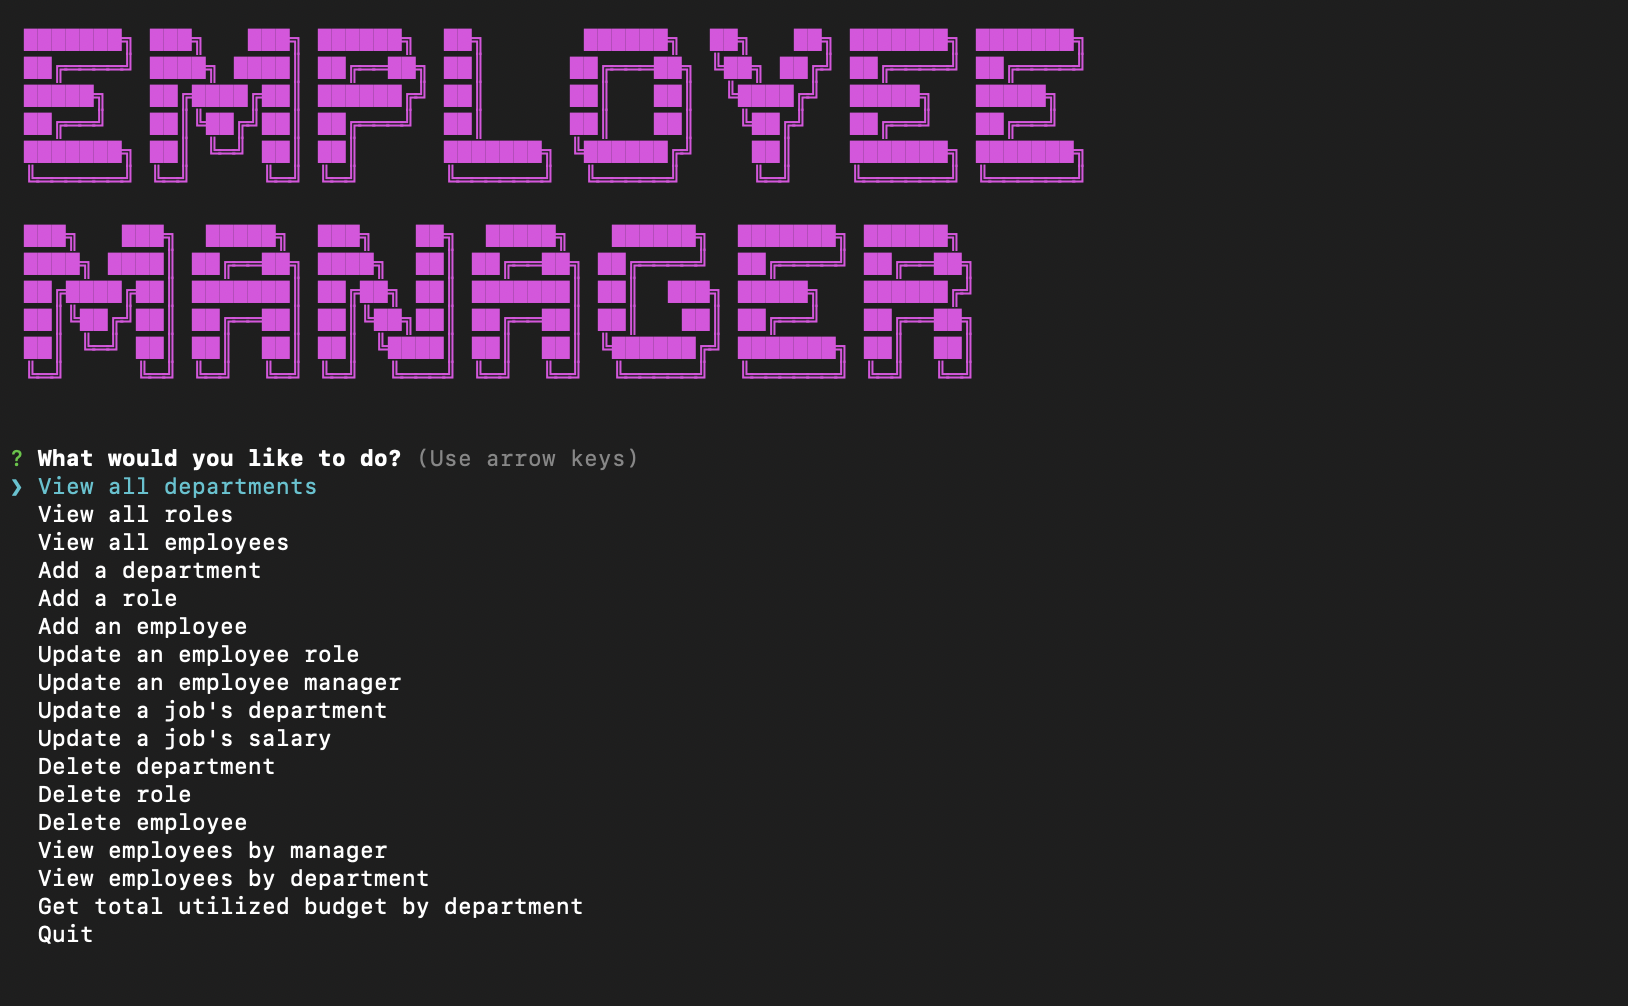 EMPLOYEE
MANAGER
? What would you like to do? (Use arrow keys)
❯ View all departments
View all roles
View all employees
Add a department
Add a role
Add an employee
Update an employee role
Update an employee manager
Update a job's department
Update a job's salary
Delete department
Delete role
Delete employee
View employees by manager
View employees by department
Get total utilized budget by department
Quit